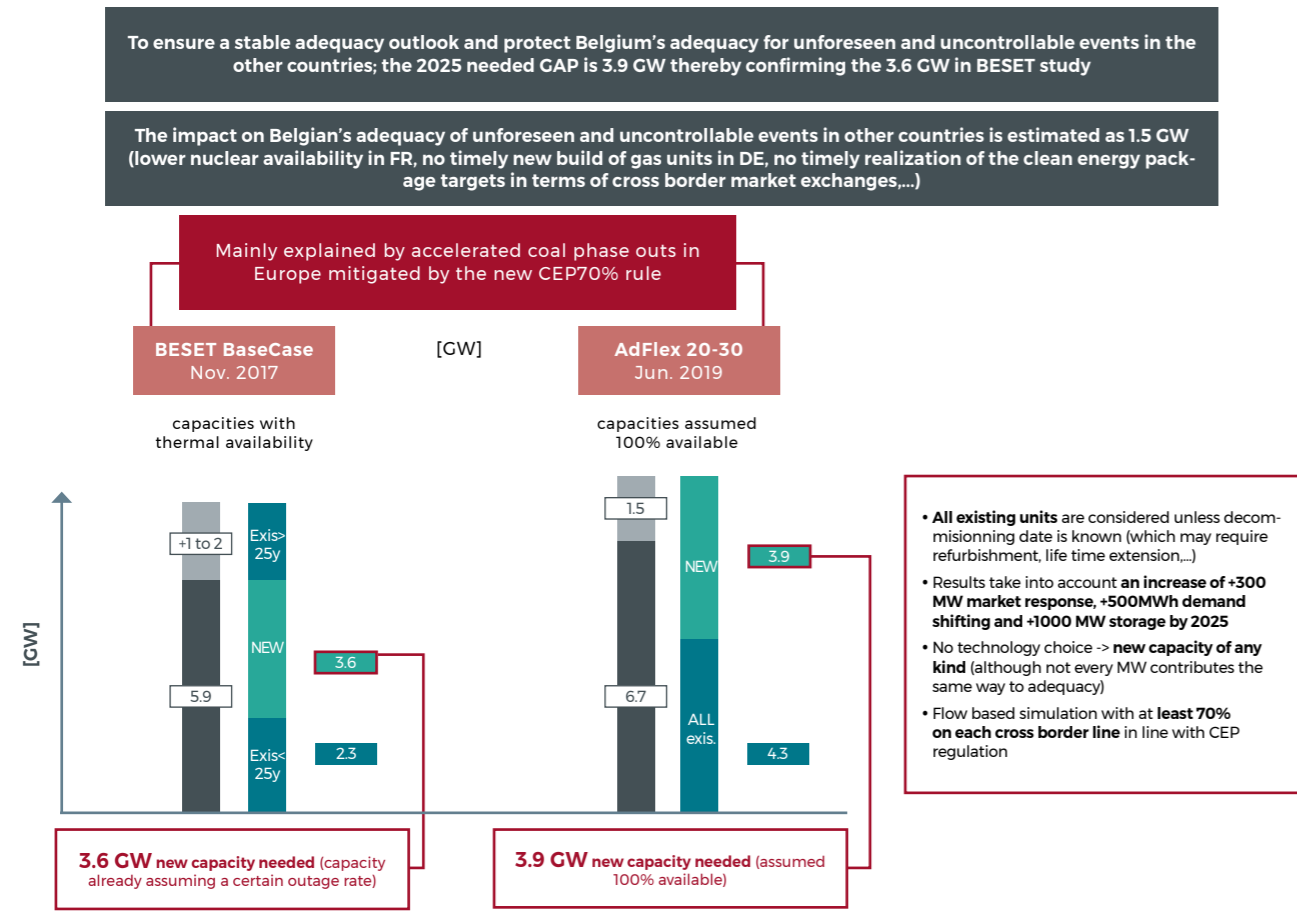 To ensure a stable adequacy outlook and protect Belgium's adequacy for unforeseen and uncontrollable events in the
other countries; the 2025 needed GAP is 3.9 GW thereby confirming the 3.6 GW in BESET study
The impact on Belgian's adequacy of unforeseen and uncontrollable events in other countries is estimated as 1.5 GW
(lower nuclear availability in FR, no timely new build of gas units in DE, no timely realization of the clean energy pack-
age targets in terms of cross border market exchanges,...)
Mainly explained by accelerated coal phase outs in
Europe mitigated by the new CEP70% rule
BESET BaseCase
Nov. 2017
[GW]
AdFlex 20-30
Jun. 2019
capacities with
thermal availability
capacities assumed
100% available
[GW]
+1 to 2
5.9
Exis>
25y
NEW
Exis<
25y
3.6
2.3
1.5
6.7
NEW
ALL
exis.
3.9
4.3
• All existing units are considered unless decom-
misionning date is known (which may require
refurbishment, life time extension,...)
• Results take into account an increase of +300
MW market response, +500MWh demand
shifting and +1000 MW storage by 2025
• No technology choice -> new capacity of any
kind (although not every MW contributes the
same way to adequacy)
• Flow based simulation with at least 70%
on each cross border line in line with CEP
regulation
3.6 GW new capacity needed (capacity
already assuming a certain outage rate)
3.9 GW new capacity needed (assumed
100% available)